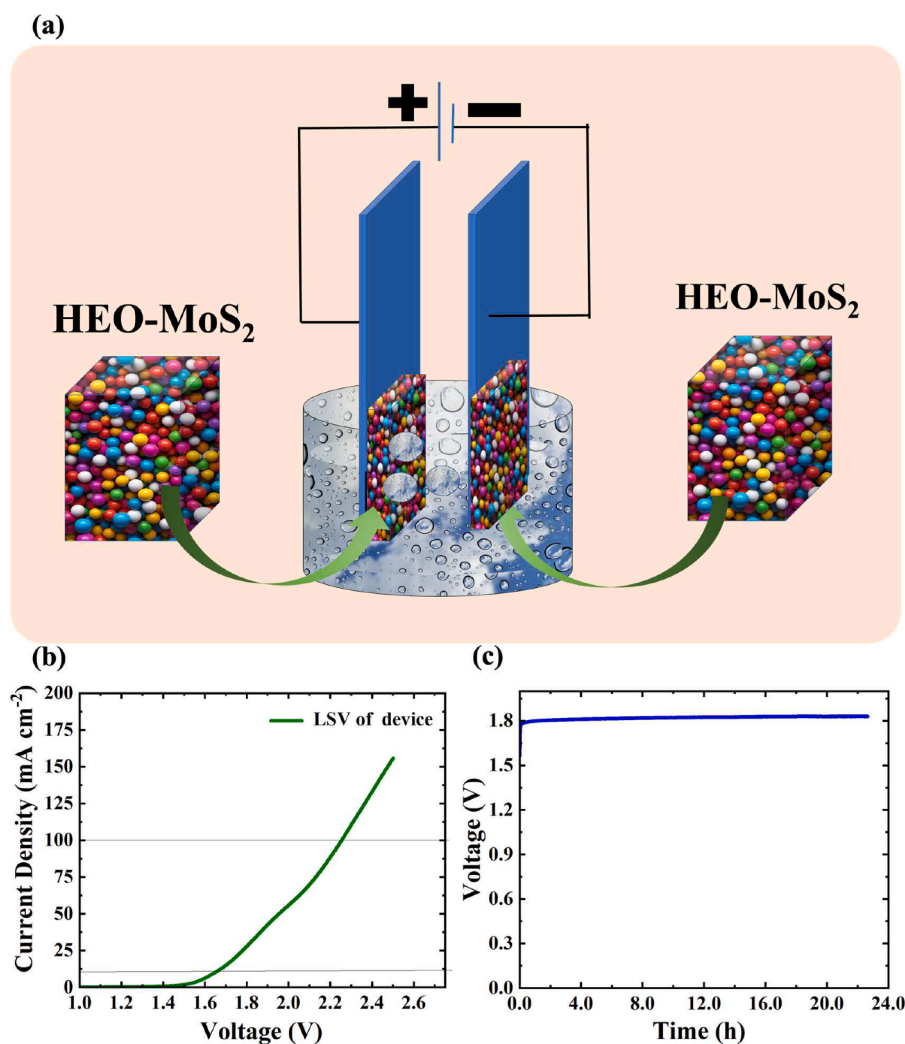 (a)
+ −
HEO-MoS₂
HEO-MoS₂
(b)
Current Density (mA cm⁻²)
200
175
150
125
100
75
50
25
0
LSV of device
1.0 1.2 1.4 1.6 1.8 2.0 2.2 2.4 2.6
Voltage (V)
(c)
Voltage (V)
1.8
1.5
1.2
0.9
0.6
0.3
0.0
0.0 4.0 8.0 12.0 16.0 20.0 24.0
Time (h)